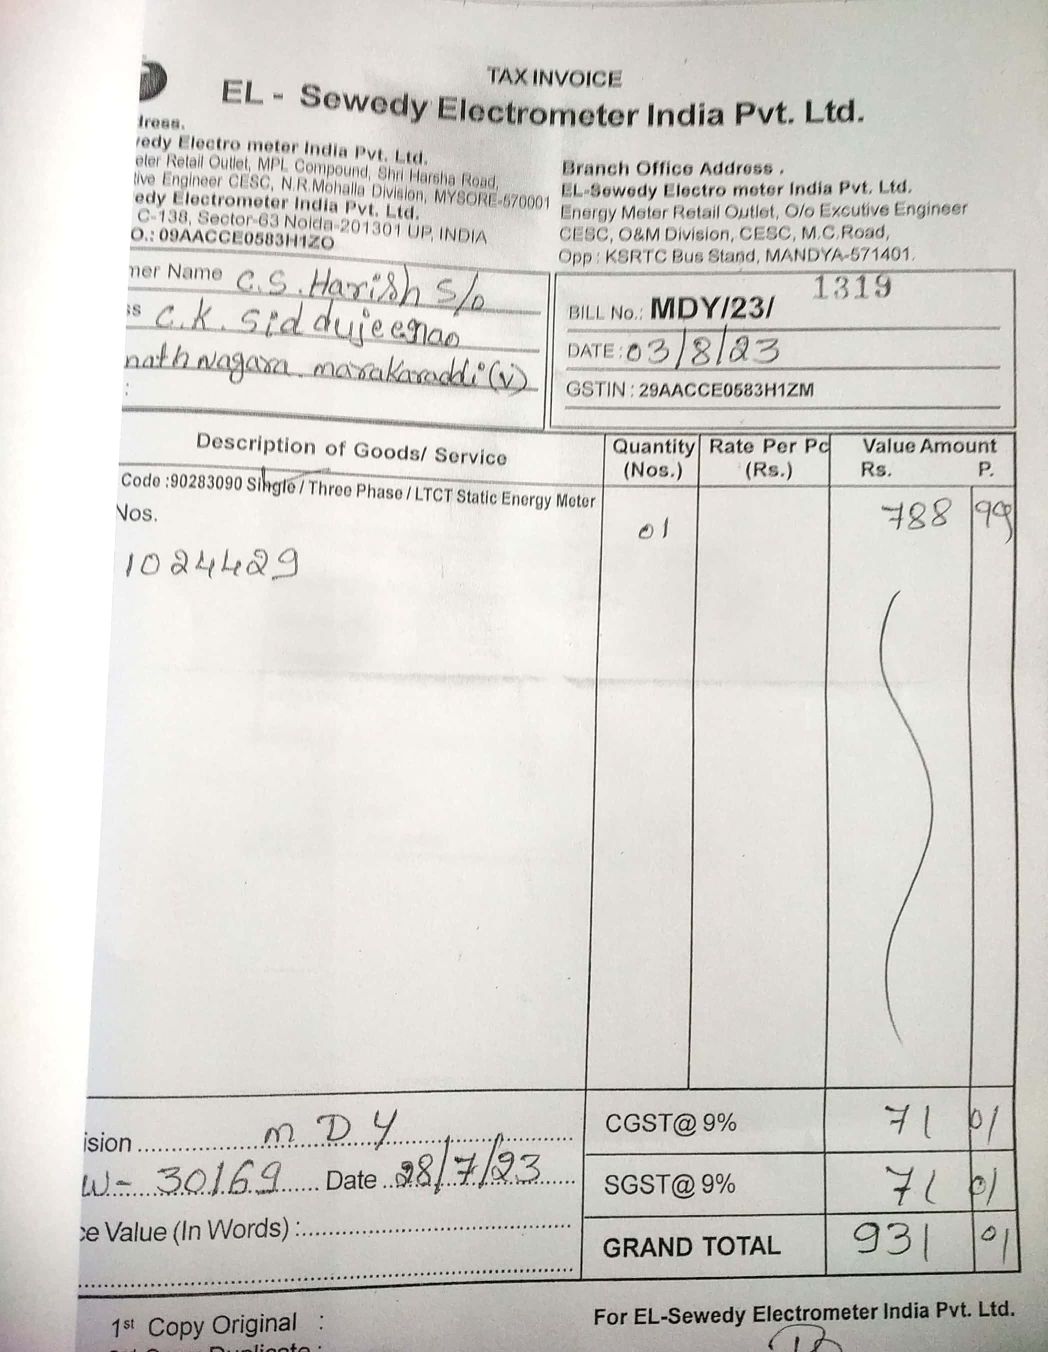 TAX INVOICE
EL - Sewedy Electrometer India Pvt. Ltd.
dress.
vedy Electro meter India Pvt. Ltd.
eter Retail Outlet, MPL Compound, Shri Harsha Road,
tive Engineer CESC, N.R.Mohalla Division, MYSORE-570001
edy Electrometer India Pvt. Ltd.
C-138, Sector-63 Noida-201301 UP, INDIA
O.: 09AACCE0583H1ZO
Branch Office Address .
EL-Sewedy Electro meter India Pvt. Ltd.
Energy Meter Retail Outlet, O/o Excutive Engineer
CESC, O&M Division, CESC, M.C.Road,
Opp : KSRTC Bus Stand, MANDYA-571401.
mer Name C.S. Harish S/o
ss C.K. Siddujeegnao
nathnagara. marakaraddi (v)
:
BILL No.: MDY/23/ 1319
DATE : 03/8/23
GSTIN : 29AACCE0583H1ZM
Description of Goods/ Service Quantity (Nos.) Rate Per Pc (Rs.) Value Amount Rs. P.
Code :90283090 Single / Three Phase / LTCT Static Energy Meter
Nos. 01 788 99
1024429
ision MDY CGST@ 9% 71 01
W- 30169 Date 28/7/23 SGST@ 9% 71 01
ce Value (In Words) : GRAND TOTAL 931 01
1st Copy Original :
For EL-Sewedy Electrometer India Pvt. Ltd.